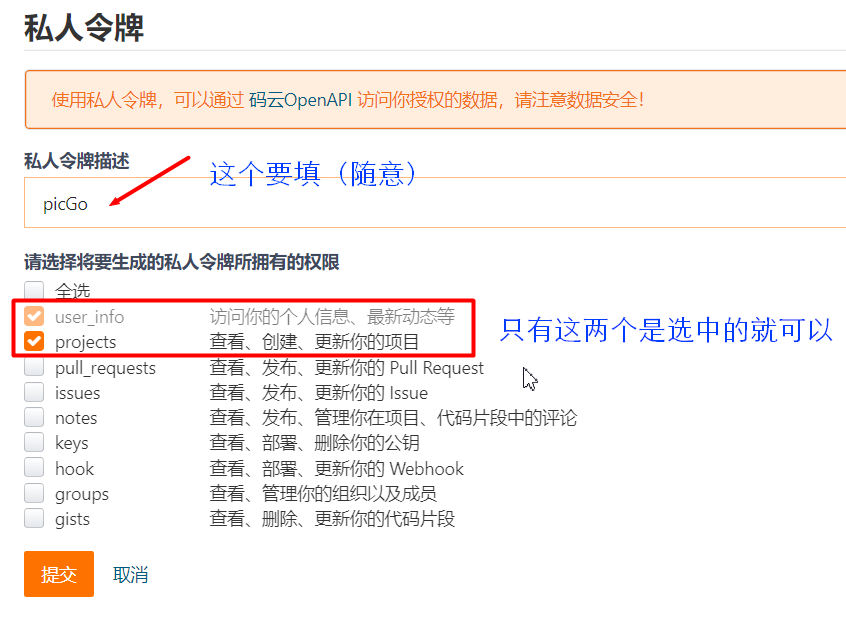 私人令牌
使用私人令牌，可以通过 码云OpenAPI 访问你授权的数据，请注意数据安全！
私人令牌描述
这个要填（随意）
picGo
请选择将要生成的私人令牌所拥有的权限
全选
user_info 访问你的个人信息、最新动态等
只有这两个是选中的就可以
projects 查看、创建、更新你的项目
pull_requests 查看、发布、更新你的 Pull Request
issues 查看、发布、更新你的 Issue
notes 查看、发布、管理你在项目、代码片段中的评论
keys 查看、部署、删除你的公钥
hook 查看、部署、更新你的 Webhook
groups 查看、管理你的组织以及成员
gists 查看、删除、更新你的代码片段
提交 取消